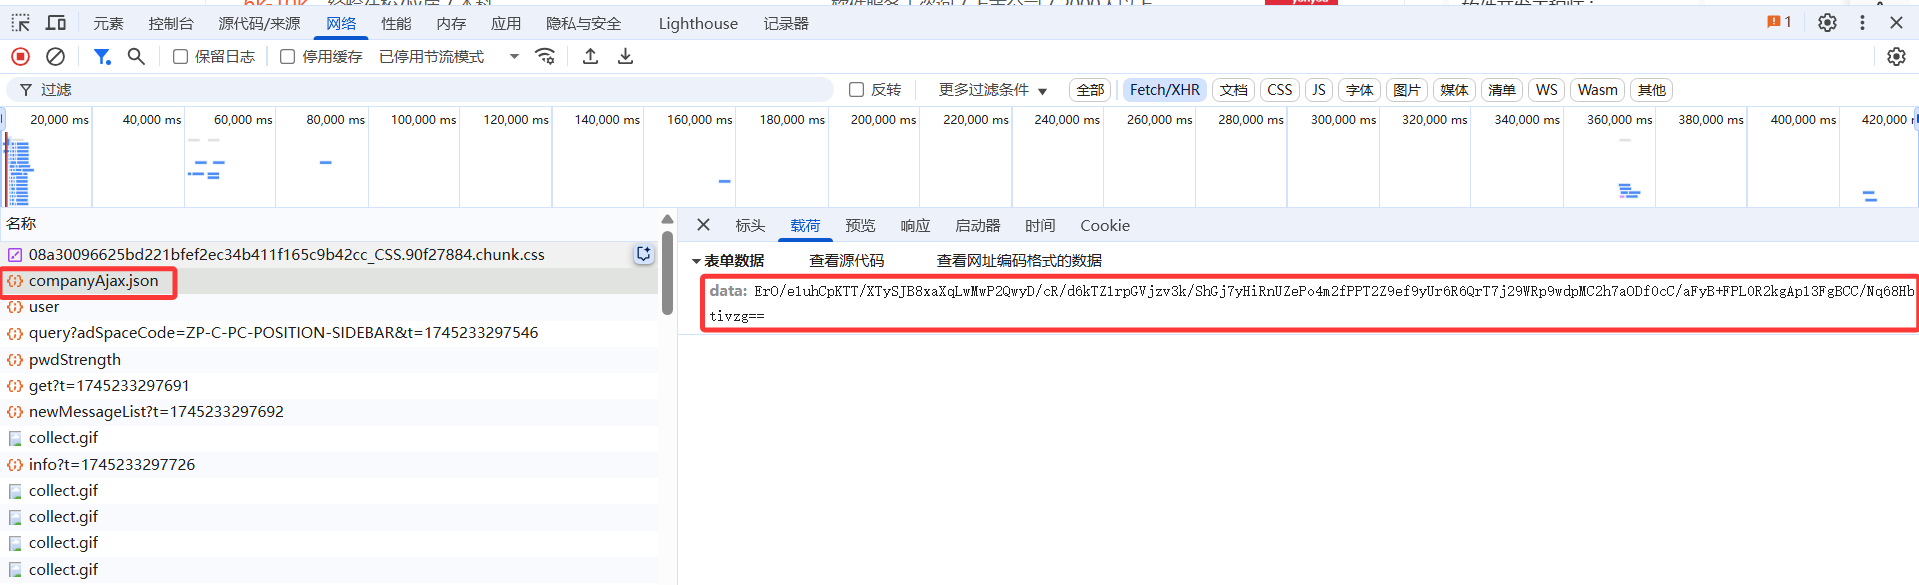 元素 控制台 源代码/来源 网络 性能 内存 应用 隐私与安全 Lighthouse 记录器 1
保留日志 停用缓存 已停用节流模式
过滤 反转 更多过滤条件 全部 Fetch/XHR 文档 CSS JS 字体 图片 媒体 清单 WS Wasm 其他
20,000 ms 40,000 ms 60,000 ms 80,000 ms 100,000 ms 120,000 ms 140,000 ms 160,000 ms 180,000 ms 200,000 ms 220,000 ms 240,000 ms 260,000 ms 280,000 ms 300,000 ms 320,000 ms 340,000 ms 360,000 ms 380,000 ms 400,000 ms 420,000
名称
08a30096625bd221bfef2ec34b411f165c9b42cc_CSS.90f27884.chunk.css
companyAjax.json
user
query?adSpaceCode=ZP-C-PC-POSITION-SIDEBAR&t=1745233297546
pwdStrength
get?t=1745233297691
newMessageList?t=1745233297692
collect.gif
info?t=1745233297726
collect.gif
collect.gif
collect.gif
collect.gif
标头 载荷 预览 响应 启动器 时间 Cookie
表单数据 查看源代码 查看网址编码格式的数据
data: ErO/e1uhCpKTT/XTySJB8xaXqLwMwP2QwyD/cR/d6kTZ1rpGVjzv3k/ShGj7yHiRnUZePo4m2fPPT2Z9ef9yUr6R6QrT7j29WRp9wdpMC2h7aODf0cC/aFyB+FPL0R2kgAp13FgBCC/Nq68Hb
tivzg==